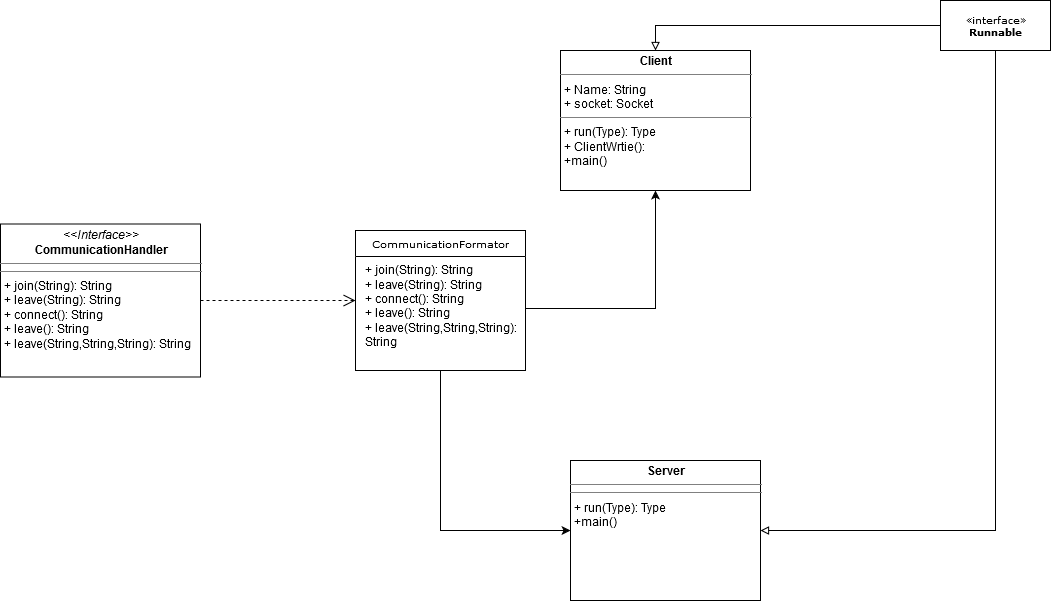 «interface»
Runnable
Client
+ Name: String
+ socket: Socket
+ run(Type): Type
+ ClientWrtie():
+main()
<<Interface>>
CommunicationHandler
+ join(String): String
+ leave(String): String
+ connect(): String
+ leave(): String
+ leave(String,String,String): String
CommunicationFormator
+ join(String): String
+ leave(String): String
+ connect(): String
+ leave(): String
+ leave(String,String,String):
String
Server
+ run(Type): Type
+main()